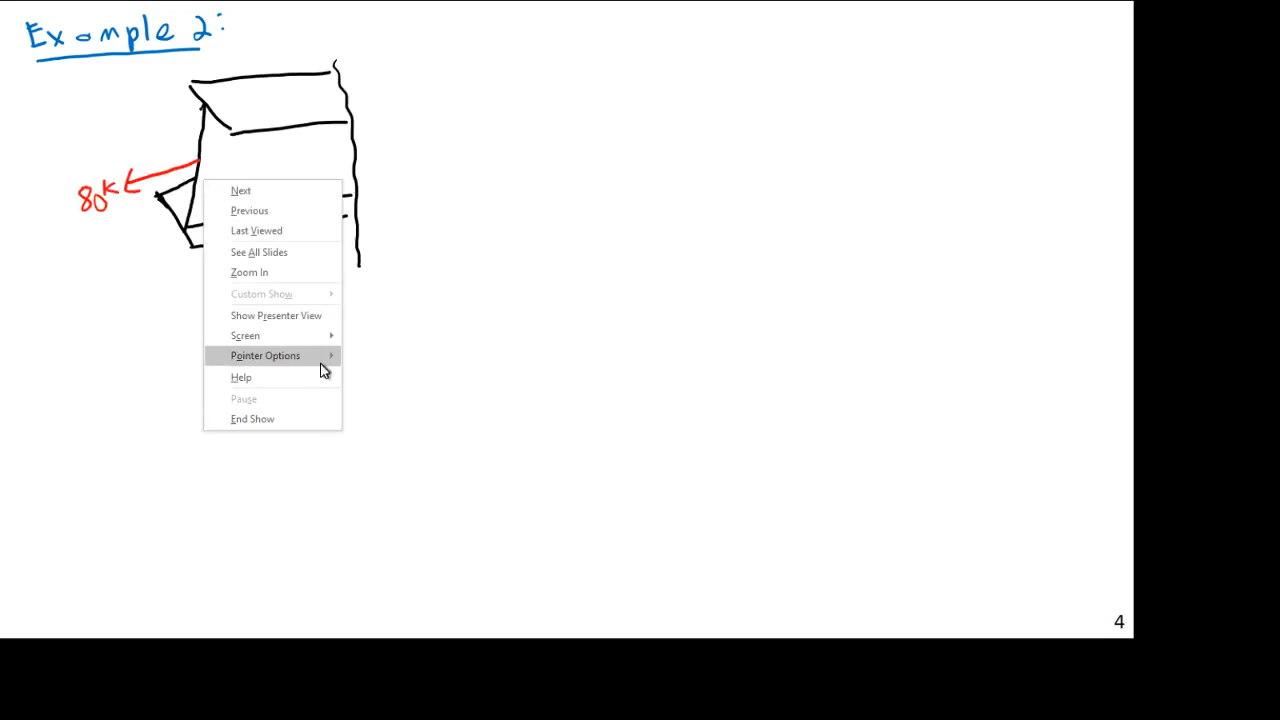 Example 2:
80K
Next
Previous
Last Viewed
See All Slides
Zoom In
Custom Show
Show Presenter View
Screen
Pointer Options
Help
Pause
End Show
4